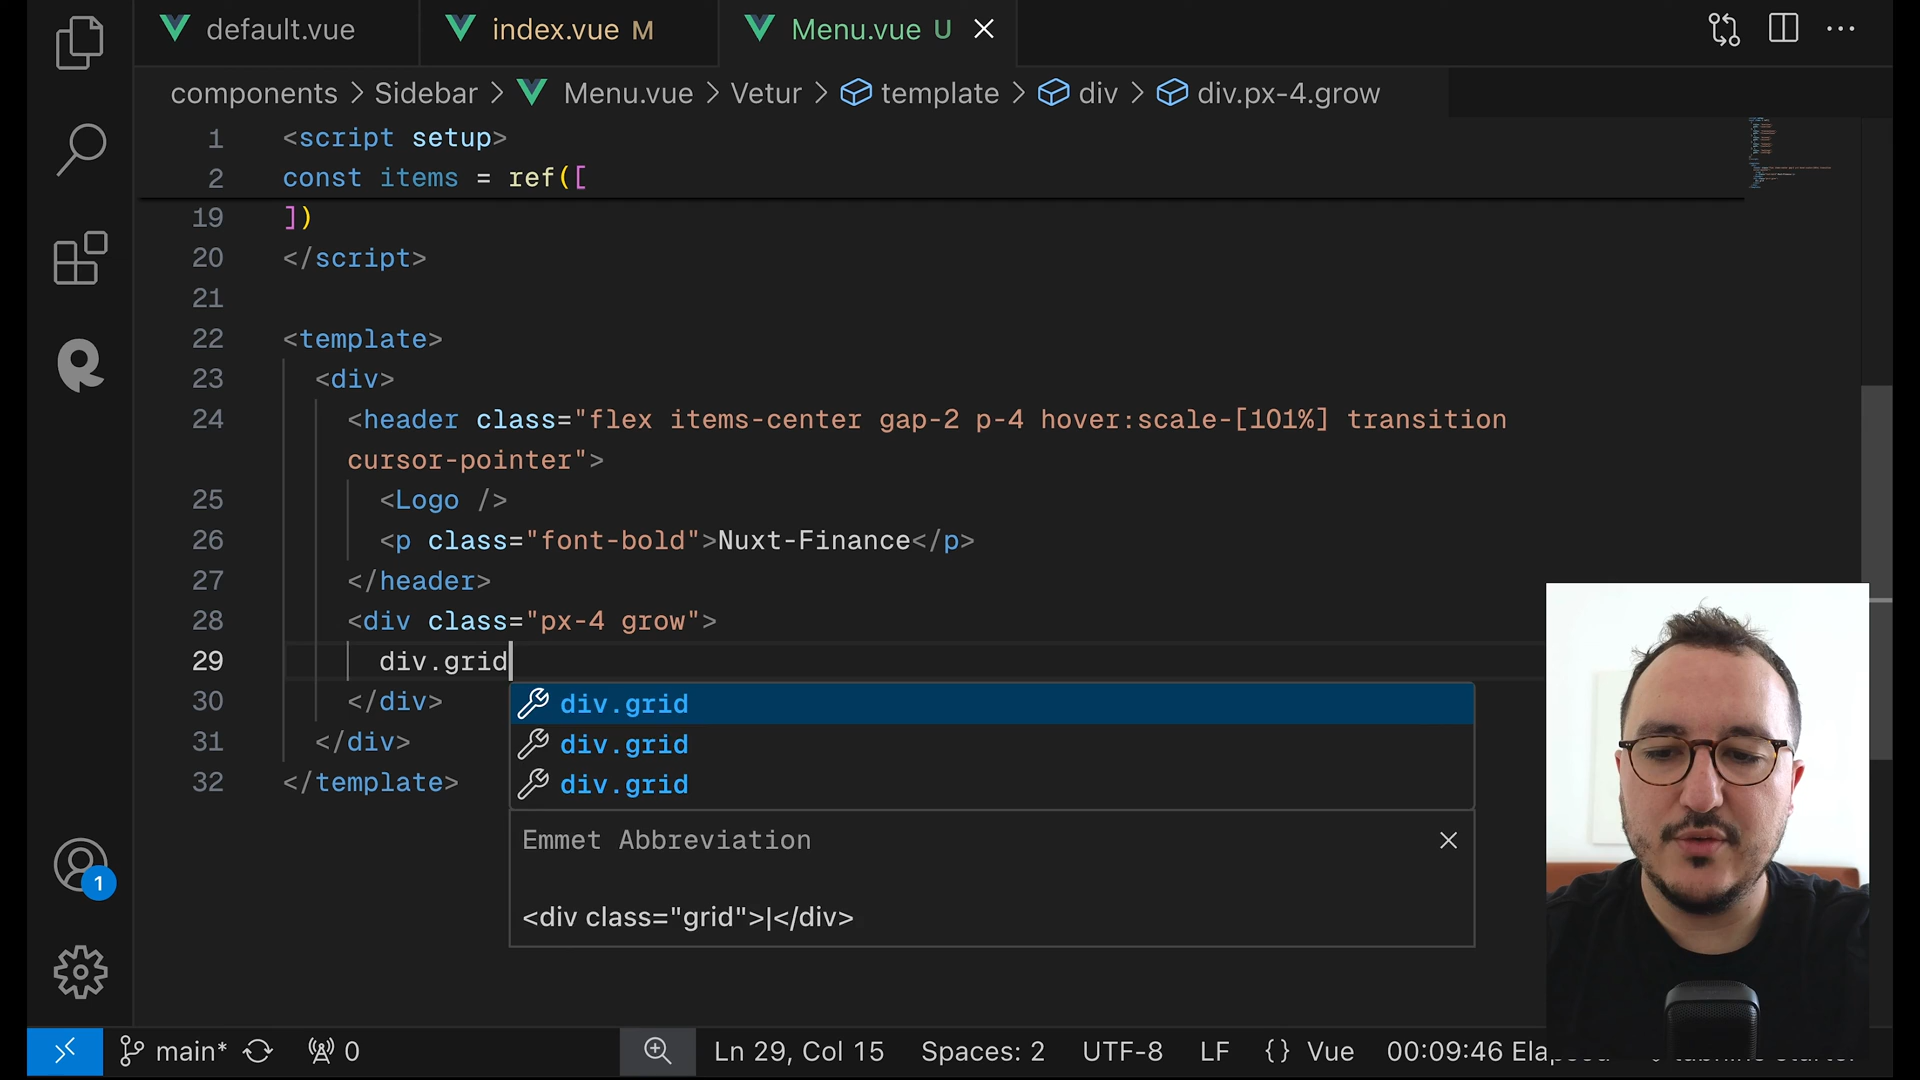 default.vue index.vue M Menu.vue U
components > Sidebar > Menu.vue > Vetur > template > div > div.px-4.grow
1 <script setup>
2 const items = ref([
19 ])
20 </script>
21
22 <template>
23 <div>
24 <header class="flex items-center gap-2 p-4 hover:scale-[101%] transition
cursor-pointer">
25 <Logo />
26 <p class="font-bold">Nuxt-Finance</p>
27 </header>
28 <div class="px-4 grow">
29 div.grid
30 </div>
31 </div>
32 </template>
div.grid
div.grid
div.grid
Emmet Abbreviation
<div class="grid">|</div>
1
main* 0 Ln 29, Col 15 Spaces: 2 UTF-8 LF {} Vue 00:09:46